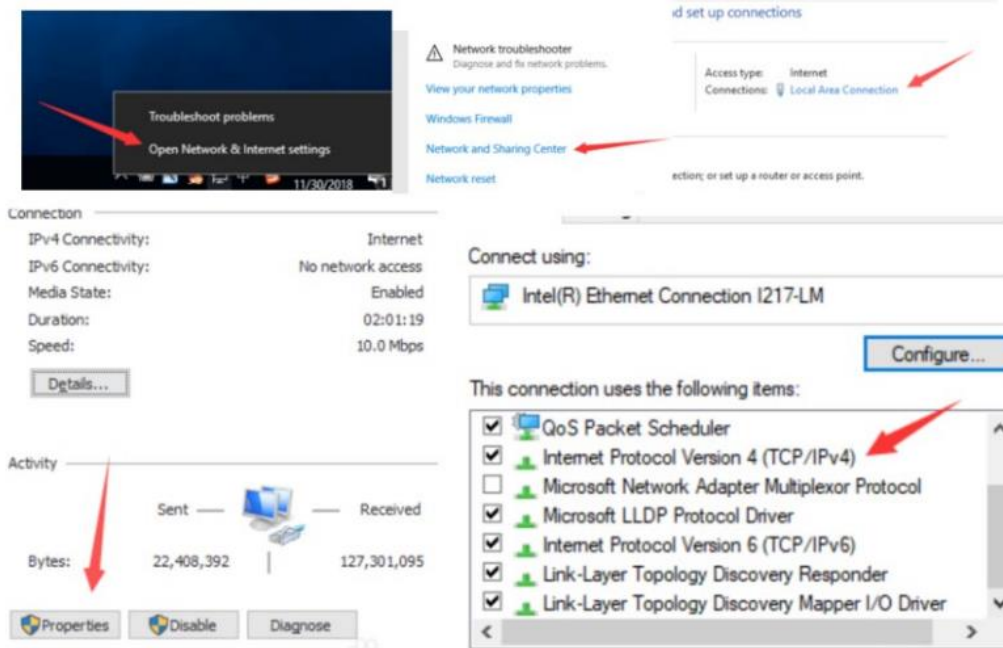 Troubleshoot problems
Open Network & Internet settings
11/30/2018
Network troubleshooter
Diagnose and fix network problems.
View your network properties
Windows Firewall
Network and Sharing Center
Network reset
set up connections
Access type: Internet
Connections: Local Area Connection
or set up a router or access point.
Connection
IPv4 Connectivity: Internet
IPv6 Connectivity: No network access
Media State: Enabled
Duration: 02:01:19
Speed: 10.0 Mbps
Details...
Activity
Sent Received
Bytes: 22,408,392 127,301,095
Properties Disable Diagnose
Connect using:
Intel(R) Ethernet Connection I217-LM
Configure...
This connection uses the following items:
QoS Packet Scheduler
Internet Protocol Version 4 (TCP/IPv4)
Microsoft Network Adapter Multiplexor Protocol
Microsoft LLDP Protocol Driver
Internet Protocol Version 6 (TCP/IPv6)
Link-Layer Topology Discovery Responder
Link-Layer Topology Discovery Mapper I/O Driver